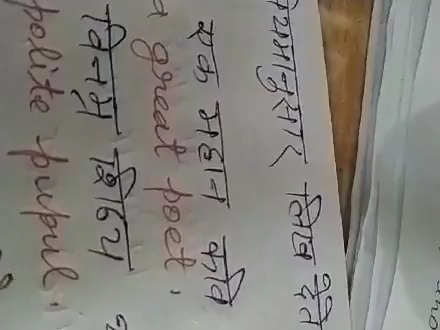 नियमानुसार लिख
एक महान कवि
a great poet.
विनम्र शिष्य
polite pupil.